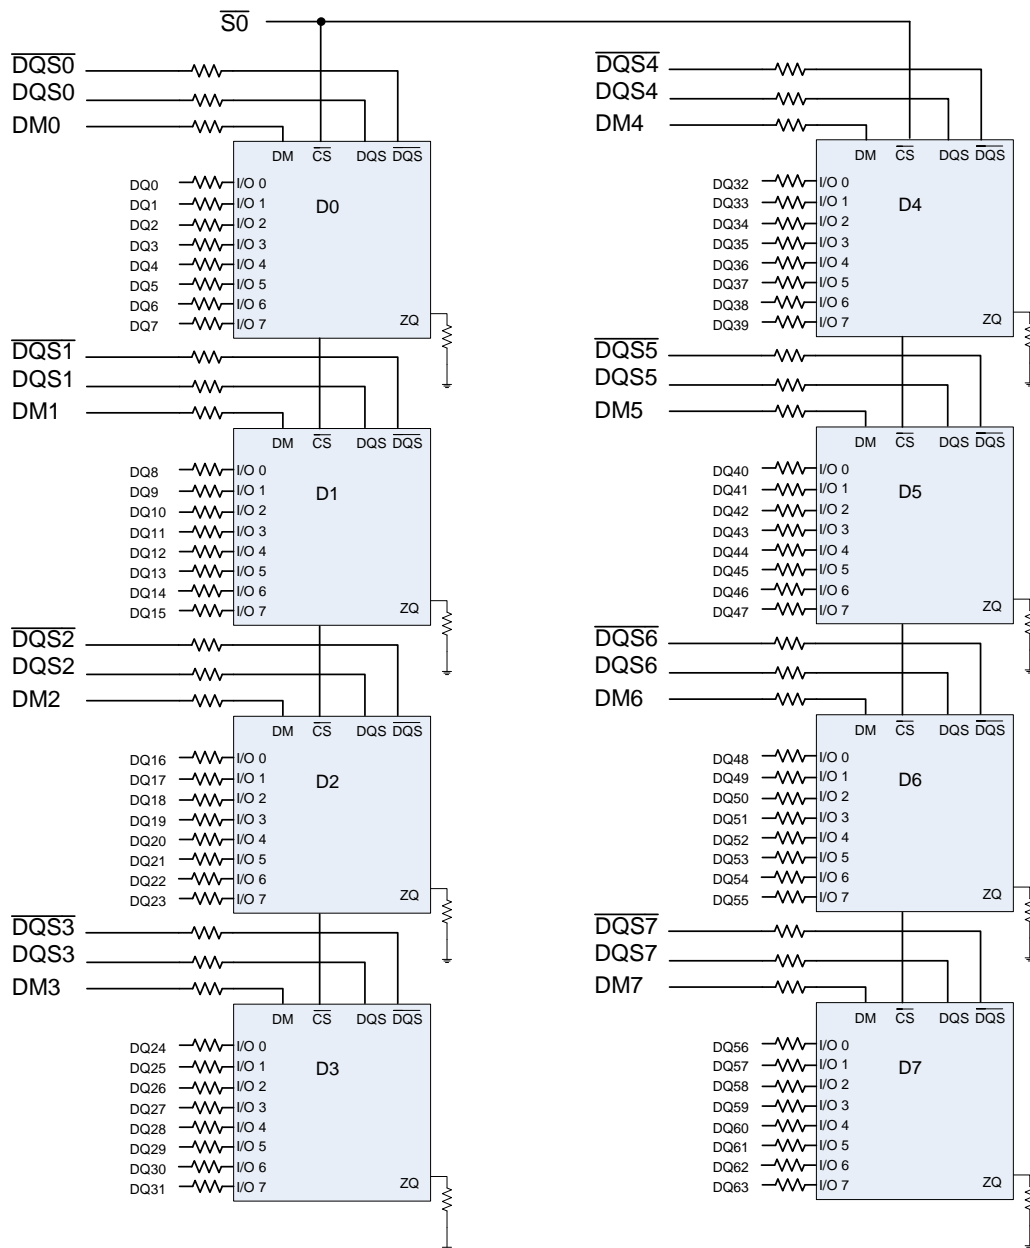 S0
DQS0
DQS0
DM0
DM CS DQS DQS
D0
DQ0 I/O 0
DQ1 I/O 1
DQ2 I/O 2
DQ3 I/O 3
DQ4 I/O 4
DQ5 I/O 5
DQ6 I/O 6
DQ7 I/O 7
ZQ
DQS1
DQS1
DM1
DM CS DQS DQS
D1
DQ8 I/O 0
DQ9 I/O 1
DQ10 I/O 2
DQ11 I/O 3
DQ12 I/O 4
DQ13 I/O 5
DQ14 I/O 6
DQ15 I/O 7
ZQ
DQS2
DQS2
DM2
DM CS DQS DQS
D2
DQ16 I/O 0
DQ17 I/O 1
DQ18 I/O 2
DQ19 I/O 3
DQ20 I/O 4
DQ21 I/O 5
DQ22 I/O 6
DQ23 I/O 7
ZQ
DQS3
DQS3
DM3
DM CS DQS DQS
D3
DQ24 I/O 0
DQ25 I/O 1
DQ26 I/O 2
DQ27 I/O 3
DQ28 I/O 4
DQ29 I/O 5
DQ30 I/O 6
DQ31 I/O 7
ZQ
DQS4
DQS4
DM4
DM CS DQS DQS
D4
DQ32 I/O 0
DQ33 I/O 1
DQ34 I/O 2
DQ35 I/O 3
DQ36 I/O 4
DQ37 I/O 5
DQ38 I/O 6
DQ39 I/O 7
ZQ
DQS5
DQS5
DM5
DM CS DQS DQS
D5
DQ40 I/O 0
DQ41 I/O 1
DQ42 I/O 2
DQ43 I/O 3
DQ44 I/O 4
DQ45 I/O 5
DQ46 I/O 6
DQ47 I/O 7
ZQ
DQS6
DQS6
DM6
DM CS DQS DQS
D6
DQ48 I/O 0
DQ49 I/O 1
DQ50 I/O 2
DQ51 I/O 3
DQ52 I/O 4
DQ53 I/O 5
DQ54 I/O 6
DQ55 I/O 7
ZQ
DQS7
DQS7
DM7
DM CS DQS DQS
D7
DQ56 I/O 0
DQ57 I/O 1
DQ58 I/O 2
DQ59 I/O 3
DQ60 I/O 4
DQ61 I/O 5
DQ62 I/O 6
DQ63 I/O 7
ZQ